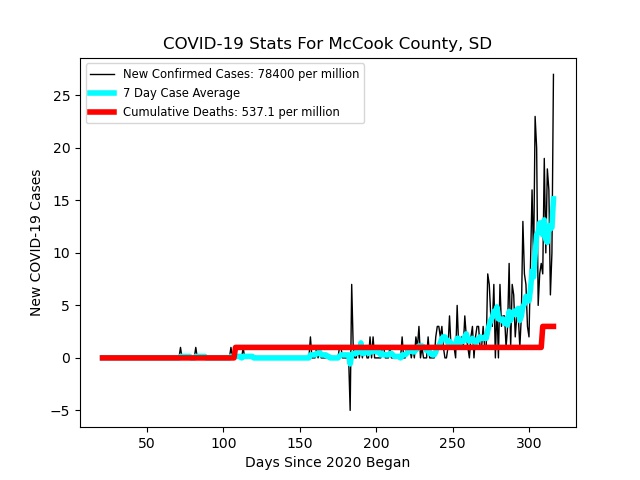 COVID-19 Stats For McCook County, SD
New Confirmed Cases: 78400 per million
7 Day Case Average
Cumulative Deaths: 537.1 per million
New COVID-19 Cases
25
20
15
10
5
0
−5
50 100 150 200 250 300
Days Since 2020 Began